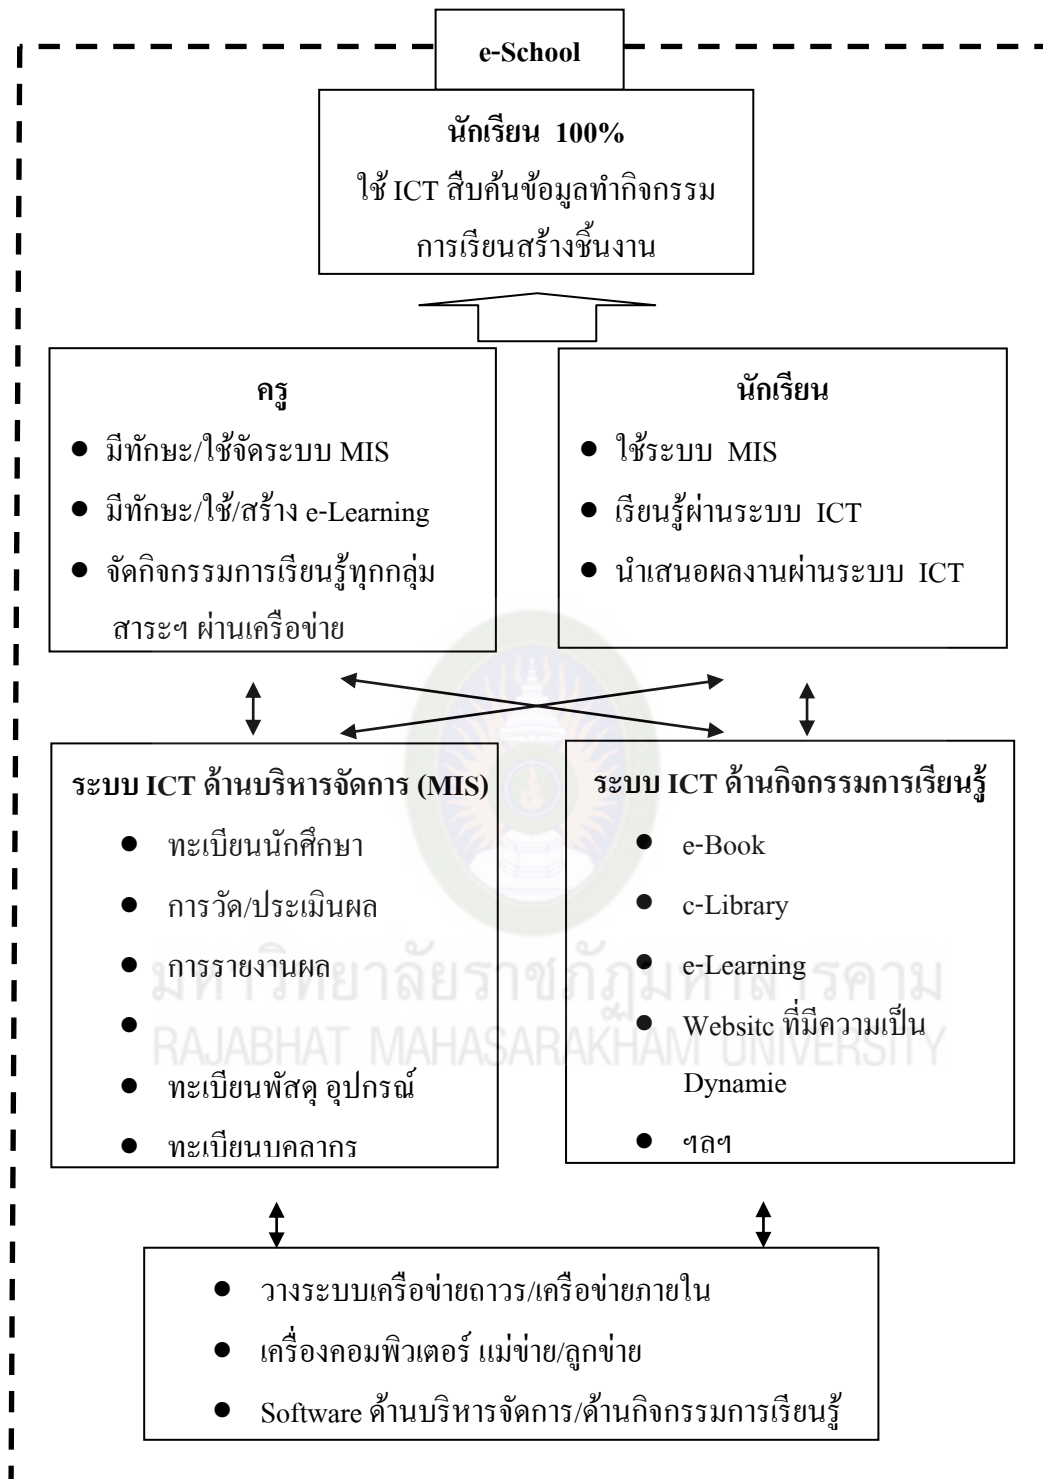 e-School
นักเรียน 100%
ใช้ ICT สืบค้นข้อมูลทำกิจกรรม
การเรียนสร้างชิ้นงาน
ครู
● มีทักษะ/ใช้จัดระบบ MIS
● มีทักษะ/ใช้/สร้าง e-Learning
● จัดกิจกรรมการเรียนรู้ทุกกลุ่ม
สาระฯ ผ่านเครือข่าย
นักเรียน
● ใช้ระบบ MIS
● เรียนรู้ผ่านระบบ ICT
● นำเสนอผลงานผ่านระบบ ICT
ระบบ ICT ด้านบริหารจัดการ (MIS)
● ทะเบียนนักศึกษา
● การวัด/ประเมินผล
● การรายงานผล
●
● ทะเบียนพัสดุ อุปกรณ์
● ทะเบียนบคลากร
ระบบ ICT ด้านกิจกรรมการเรียนรู้
● e-Book
● c-Library
● e-Learning
● Websitc ที่มีความเป็น
Dynamie
● ฯลฯ
มหาวิทยาลัยราชภัฏมหาสารคาม
RAJABHAT MAHASARAKHAM UNIVERSITY
● วางระบบเครือข่ายถาวร/เครือข่ายภายใน
● เครื่องคอมพิวเตอร์ แม่ข่าย/ลูกข่าย
● Software ด้านบริหารจัดการ/ด้านกิจกรรมการเรียนรู้